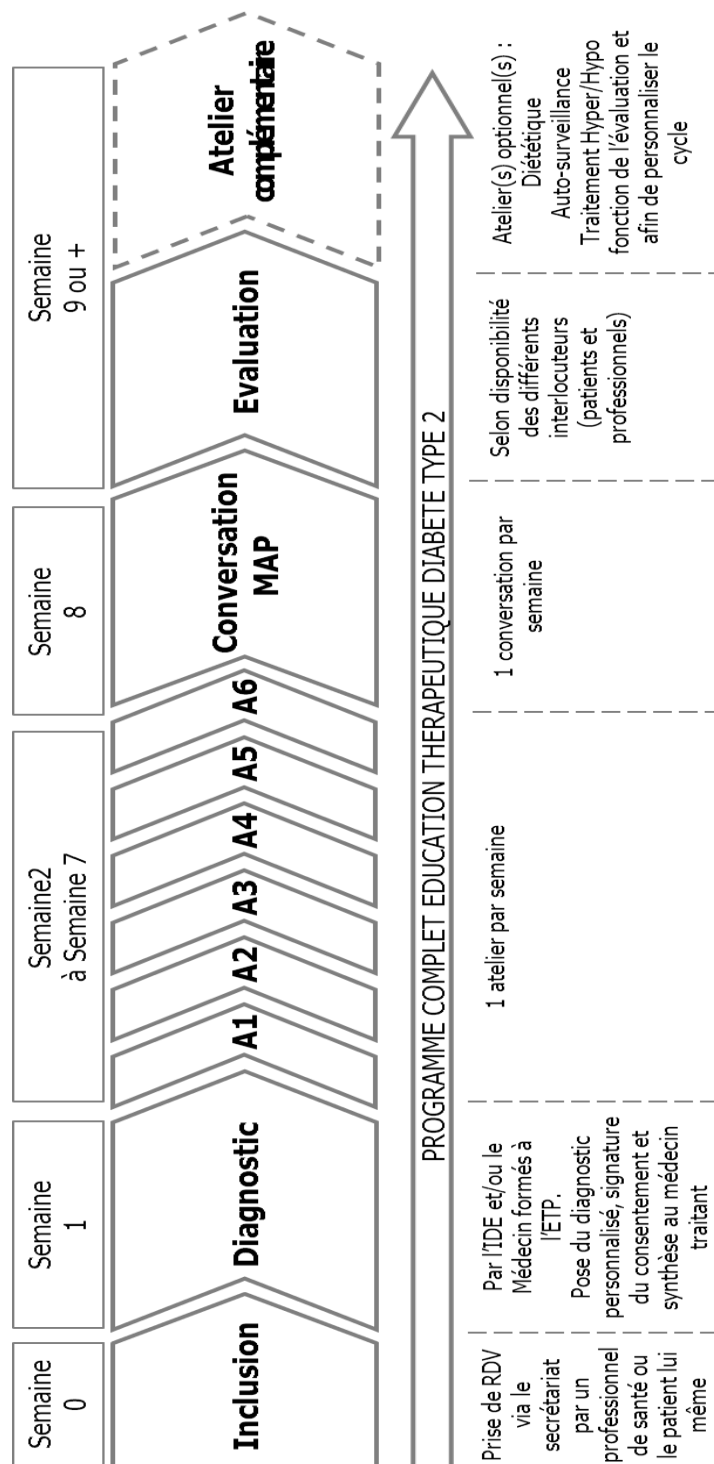 Semaine
0
Semaine
1
Semaine2
à Semaine 7
Semaine
8
Semaine
9 ou +
Inclusion
Diagnostic
A1
A2
A3
A4
A5
A6
Conversation
MAP
Evaluation
Atelier
complémentaire
PROGRAMME COMPLET EDUCATION THERAPEUTIQUE DIABETE TYPE 2
Prise de RDV
via le
secrétariat
par un
professionnel
de santé ou
le patient lui
même
Par l'IDE et/ou le
Médecin formés à
l'ETP.
Pose du diagnostic
personnalisé, signature
du consentement et
synthèse au médecin
traitant
1 atelier par semaine
1 conversation par
semaine
Selon disponibilité
des différents
interlocuteurs
(patients et
professionnels)
Atelier(s) optionnel(s) :
Diététique
Auto-surveillance
Traitement Hyper/Hypo
fonction de l'évaluation et
afin de personnaliser le
cycle